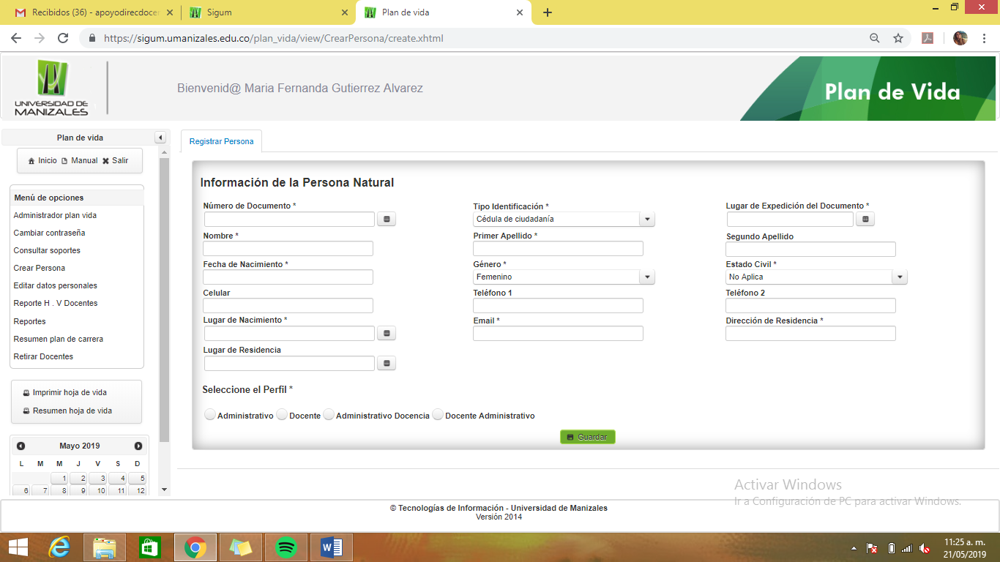 Recibidos (36) - apoyodirecdocen
Sigum
Plan de vida
https://sigum.umanizales.edu.co/plan_vida/view/CrearPersona/create.xhtml
UNIVERSIDAD DE
MANIZALES
Bienvenid@ Maria Fernanda Gutierrez Alvarez
Plan de Vida
Plan de vida
Inicio Manual Salir
Menú de opciones
Administrador plan vida
Cambiar contraseña
Consultar soportes
Crear Persona
Editar datos personales
Reporte H . V Docentes
Reportes
Resumen plan de carrera
Retirar Docentes
Imprimir hoja de vida
Resumen hoja de vida
Mayo 2019
L M M J V S D
1 2 3 4 5
6 7 8 9 10 11 12
Registrar Persona
Información de la Persona Natural
Número de Documento * Tipo Identificación * Lugar de Expedición del Documento *
Cédula de ciudadanía
Nombre * Primer Apellido * Segundo Apellido
Fecha de Nacimiento * Género * Estado Civil *
Femenino No Aplica
Celular Teléfono 1 Teléfono 2
Lugar de Nacimiento * Email * Dirección de Residencia *
Lugar de Residencia
Seleccione el Perfil *
Administrativo Docente Administrativo Docencia Docente Administrativo
Guardar
Activar Windows
Ir a Configuración de PC para activar Windows.
© Tecnologías de Información - Universidad de Manizales
Versión 2014
11:25 a. m.
21/05/2019